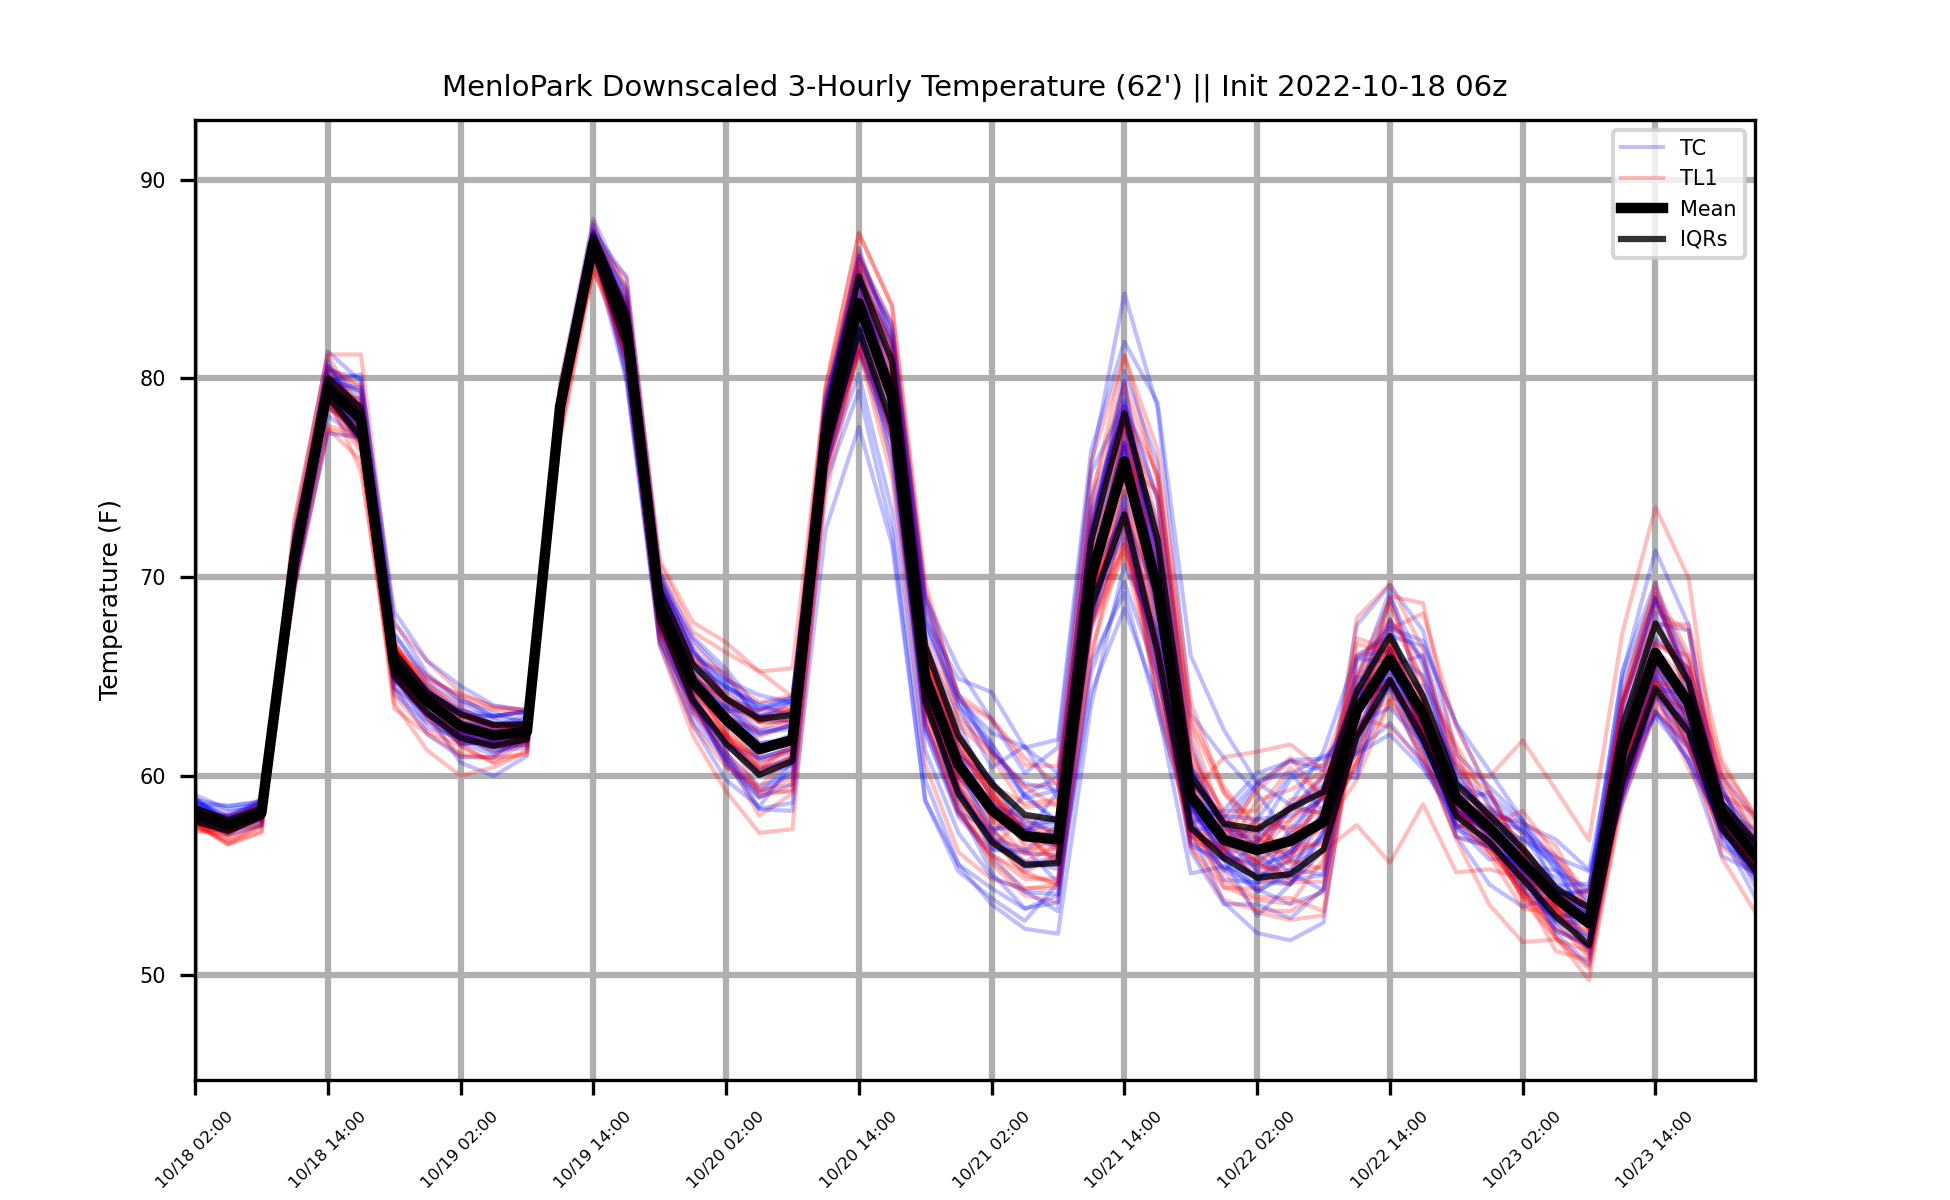 MenloPark Downscaled 3-Hourly Temperature (62') || Init 2022-10-18 06z
TC
TL1
Mean
IQRs
Temperature (F)
90
80
70
60
50
10/18 02:00
10/18 14:00
10/19 02:00
10/19 14:00
10/20 02:00
10/20 14:00
10/21 02:00
10/21 14:00
10/22 02:00
10/22 14:00
10/23 02:00
10/23 14:00